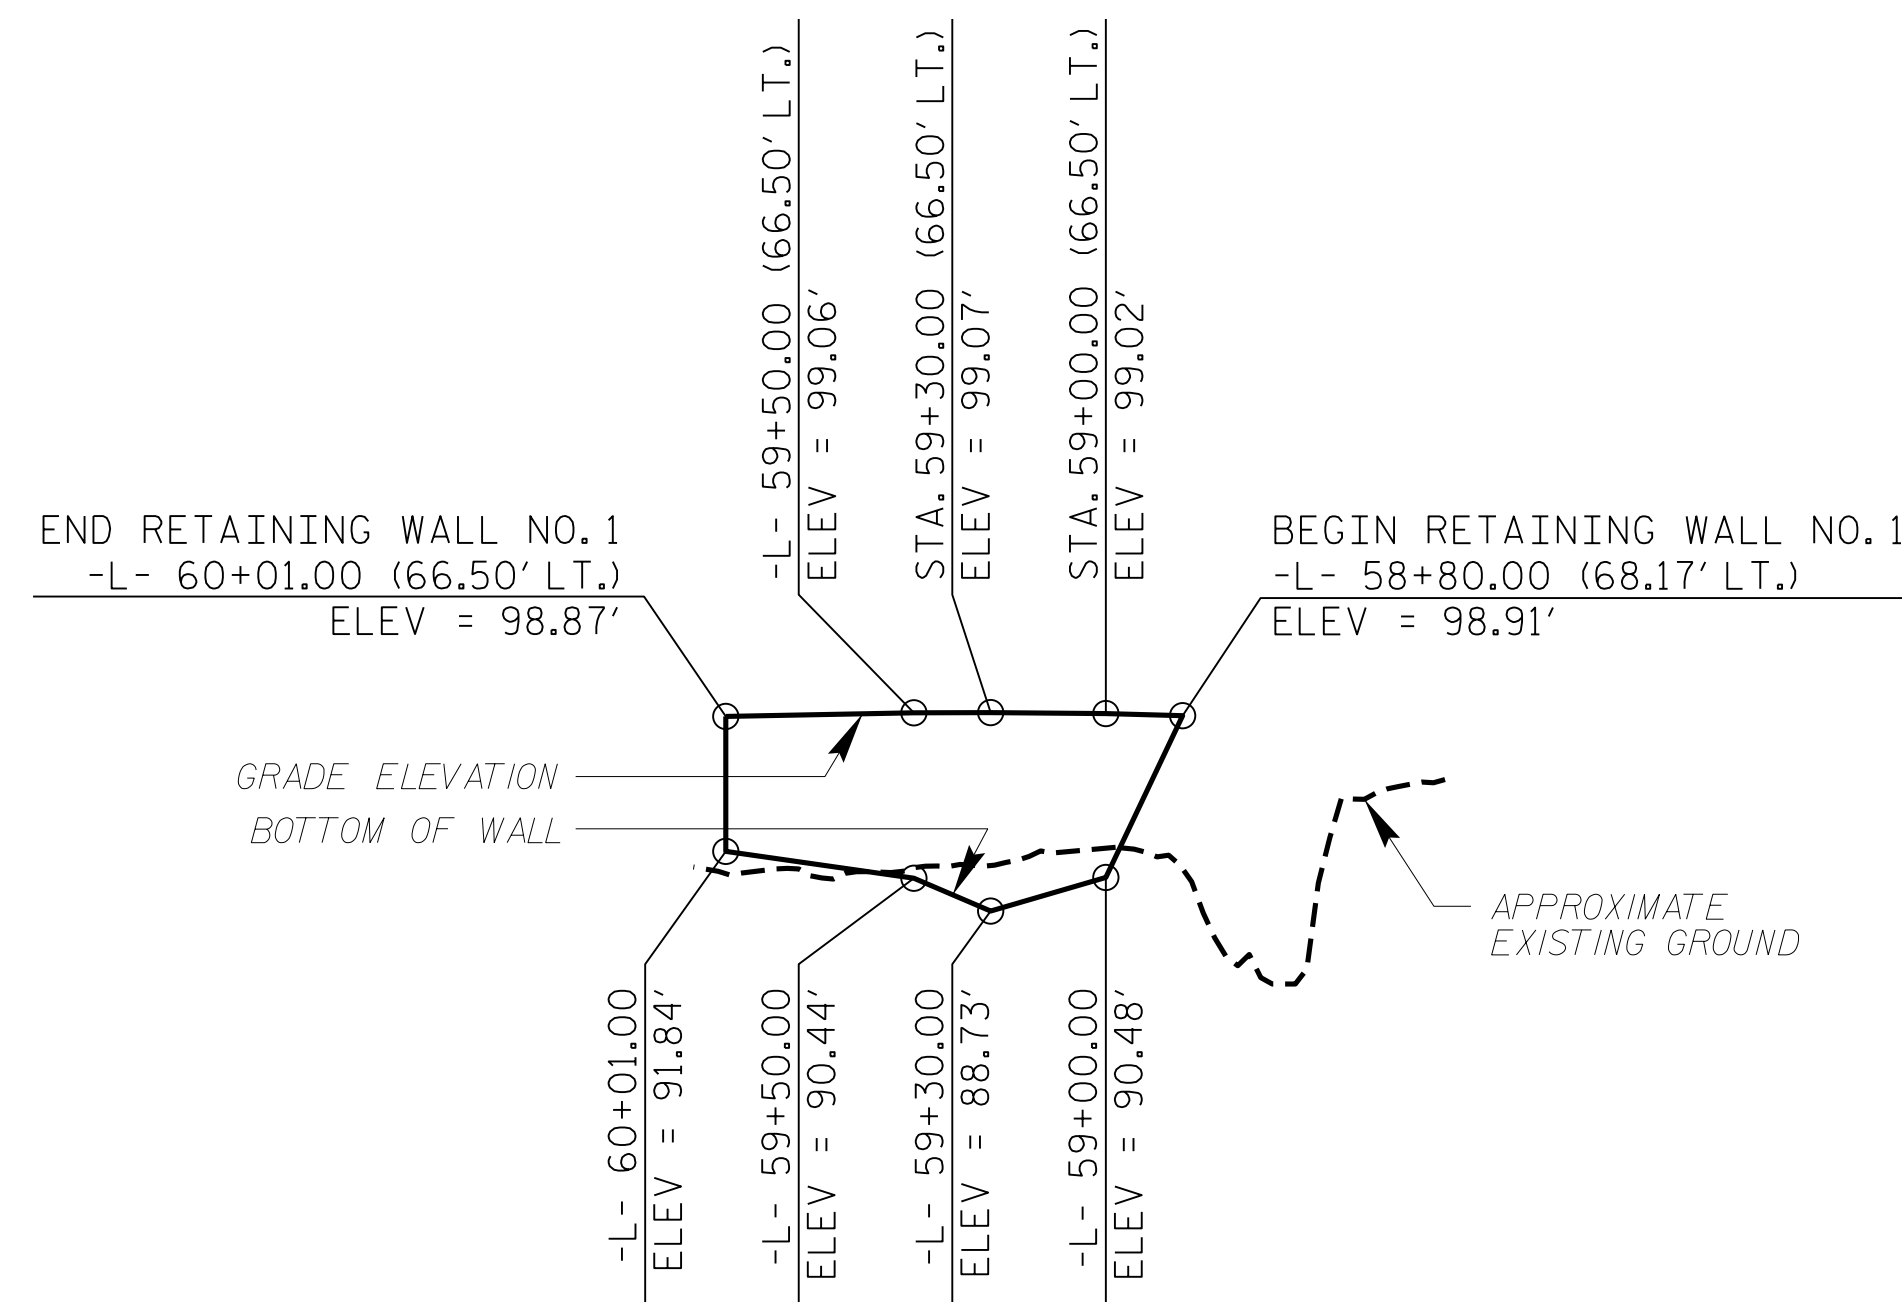 -L- 59+50.00 (66.50' LT.)
ELEV = 99.06'
STA. 59+30.00 (66.50' LT.)
ELEV = 99.07'
STA. 59+00.00 (66.50' LT.)
ELEV = 99.02'
END RETAINING WALL NO. 1
-L- 60+01.00 (66.50' LT.)
ELEV = 98.87'
BEGIN RETAINING WALL NO. 1
-L- 58+80.00 (68.17' LT.)
ELEV = 98.91'
GRADE ELEVATION
BOTTOM OF WALL
APPROXIMATE
EXISTING GROUND
-L- 60+01.00
ELEV = 91.84'
-L- 59+50.00
ELEV = 90.44'
-L- 59+30.00
ELEV = 88.73'
-L- 59+00.00
ELEV = 90.48'